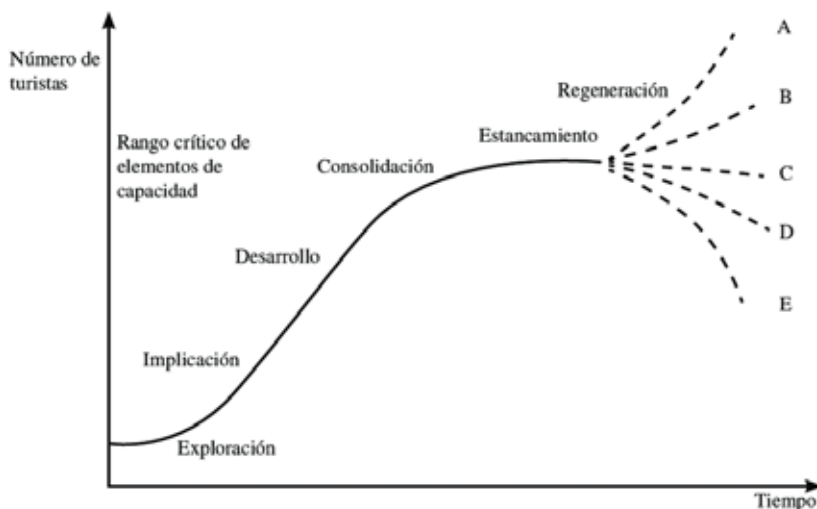 Número de
turistas
Rango crítico de
elementos de
capacidad
Exploración
Implicación
Desarrollo
Consolidación
Estancamiento
Regeneración
A
B
C
D
E
Tiempo